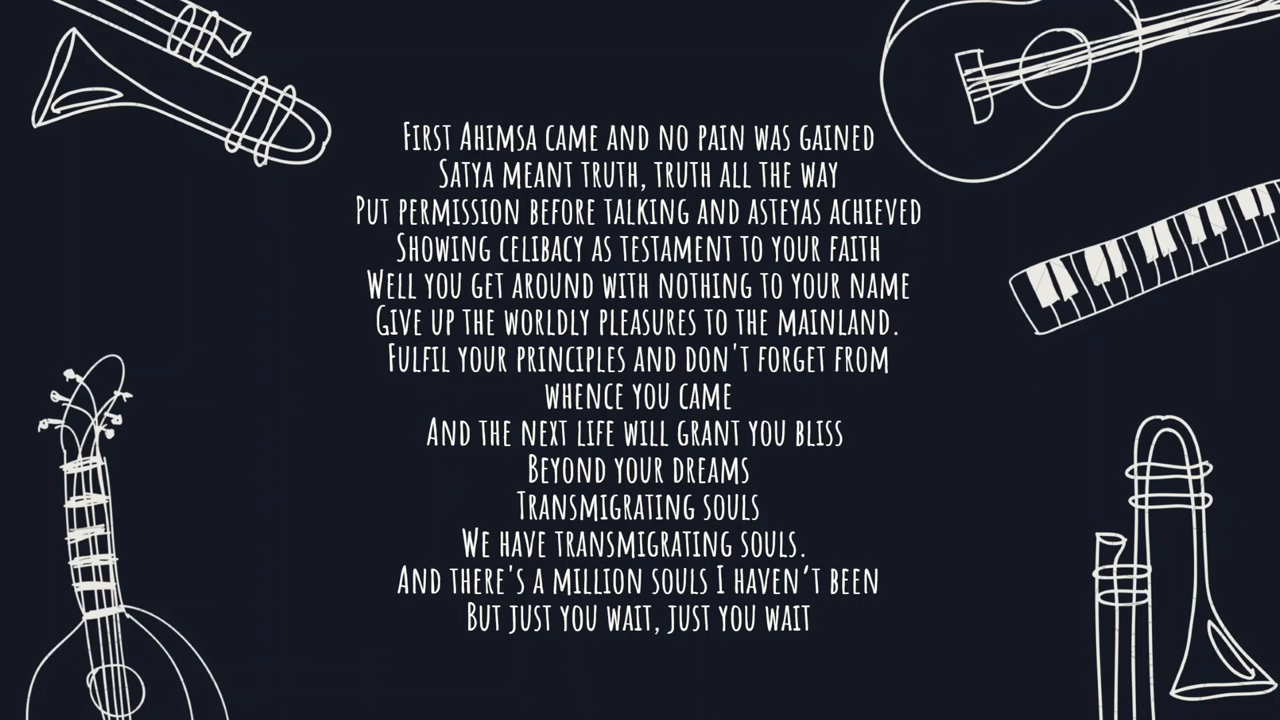 First Ahimsa came and no pain was gained
Satya meant truth, truth all the way
Put permission before talking and asteyas achieved
Showing celibacy as testament to your faith
Well you get around with nothing to your name
Give up the worldly pleasures to the mainland.
Fulfil your principles and don't forget from
whence you came
And the next life will grant you bliss
Beyond your dreams
Transmigrating souls
We have transmigrating souls.
And there's a million souls I haven’t been
But just you wait, just you wait